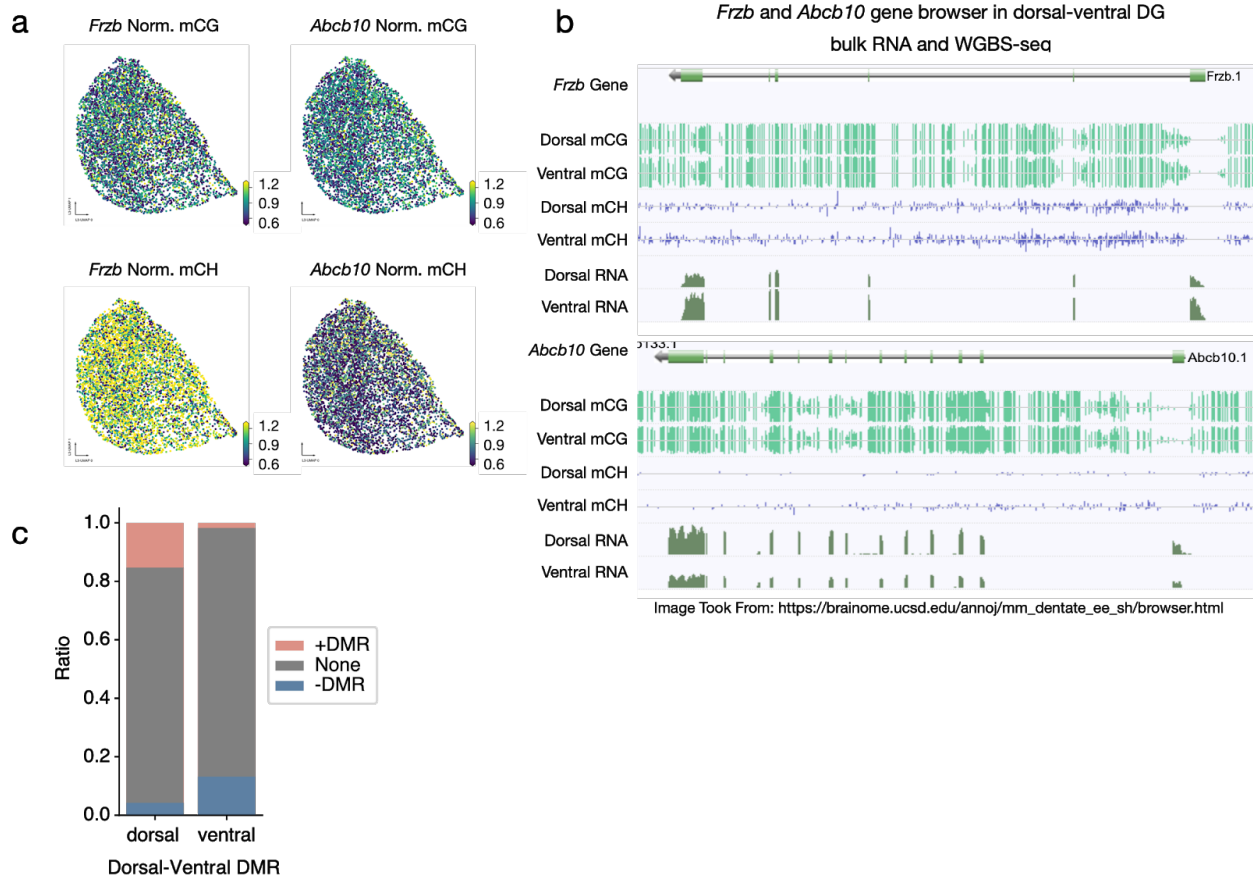 a
Frzb Norm. mCG
Abcb10 Norm. mCG
1.2
0.9
0.6
1.2
0.9
0.6
Frzb Norm. mCH
Abcb10 Norm. mCH
1.2
0.9
0.6
1.2
0.9
0.6
b
Frzb and Abcb10 gene browser in dorsal-ventral DG
bulk RNA and WGBS-seq
Frzb Gene
Frzb.1
Dorsal mCG
Ventral mCG
Dorsal mCH
Ventral mCH
Dorsal RNA
Ventral RNA
Abcb10 Gene
5133.1
Abcb10.1
Dorsal mCG
Ventral mCG
Dorsal mCH
Ventral mCH
Dorsal RNA
Ventral RNA
Image Took From: https://brainome.ucsd.edu/annoj/mm_dentate_ee_sh/browser.html
c
Ratio
1.0
0.8
0.6
0.4
0.2
0.0
dorsal
ventral
Dorsal-Ventral DMR
+DMR
None
-DMR